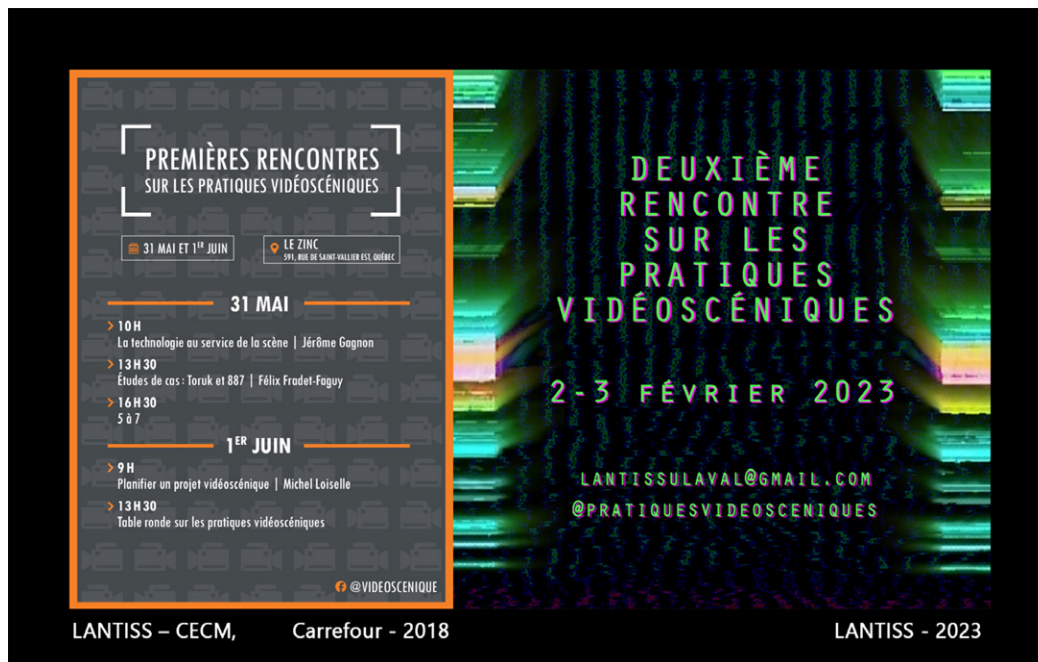 PREMIÈRES RENCONTRES
SUR LES PRATIQUES VIDÉOSCÉNIQUES
31 MAI ET 1ER JUIN
LE ZINC
591, RUE DE SAINT-VALLIER EST, QUÉBEC
31 MAI
10 H
La technologie au service de la scène | Jérôme Gagnon
13 H 30
Études de cas : Toruk et 887 | Félix Fradet-Faguy
16 H 30
5 à 7
1ER JUIN
9 H
Planifier un projet vidéoscénique | Michel Loiselle
13 H 30
Table ronde sur les pratiques vidéoscéniques
@VIDEOSCENIQUE
DEUXIÈME
RENCONTRE
SUR LES
PRATIQUES
VIDÉOSCÉNIQUES
2-3 FÉVRIER 2023
LANTISSULAVAL@GMAIL.COM
@PRATIQUESVIDEOSCENIQUES
LANTISS – CECM, Carrefour - 2018
LANTISS - 2023